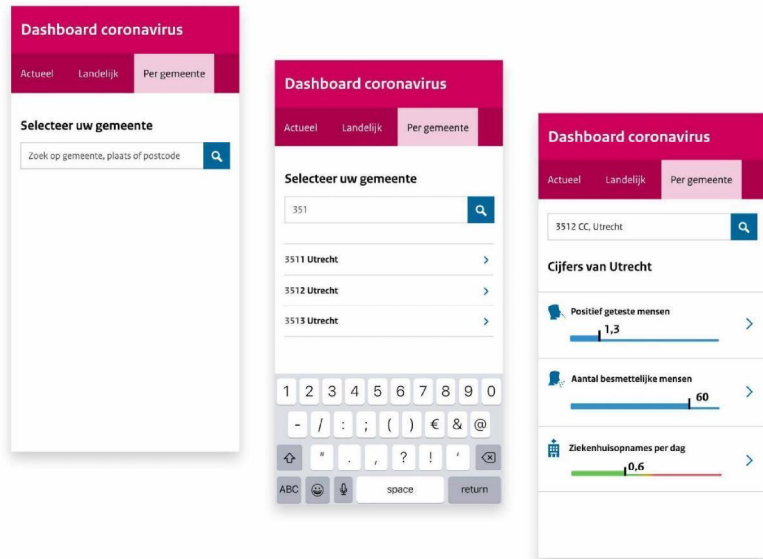 Dashboard coronavirus
Actueel Landelijk Per gemeente
Selecteer uw gemeente
Zoek op gemeente, plaats of postcode
Dashboard coronavirus
Actueel Landelijk Per gemeente
Selecteer uw gemeente
351
3511 Utrecht
3512 Utrecht
3513 Utrecht
1 2 3 4 5 6 7 8 9 0
- / : ; ( ) € & @
" . , ? ! '
ABC space return
Dashboard coronavirus
Actueel Landelijk Per gemeente
3512 CC, Utrecht
Cijfers van Utrecht
Positief geteste mensen
1,3
Aantal besmettelijke mensen
60
Ziekenhuisopnames per dag
0,6